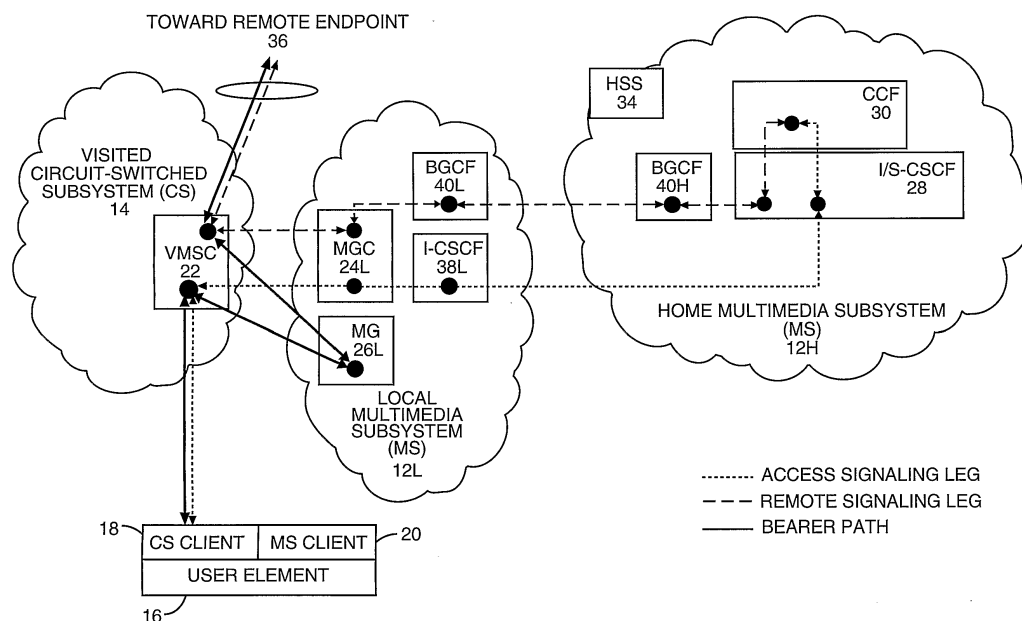 TOWARD REMOTE ENDPOINT
36
VISITED
CIRCUIT-SWITCHED
SUBSYSTEM (CS)
14
VMSC
22
BGCF
40L
MGC
24L
I-CSCF
38L
MG
26L
LOCAL
MULTIMEDIA
SUBSYSTEM
(MS)
12L
HSS
34
CCF
30
BGCF
40H
I/S-CSCF
28
HOME MULTIMEDIA SUBSYSTEM
(MS)
12H
ACCESS SIGNALING LEG
REMOTE SIGNALING LEG
BEARER PATH
18
CS CLIENT
MS CLIENT
20
USER ELEMENT
16